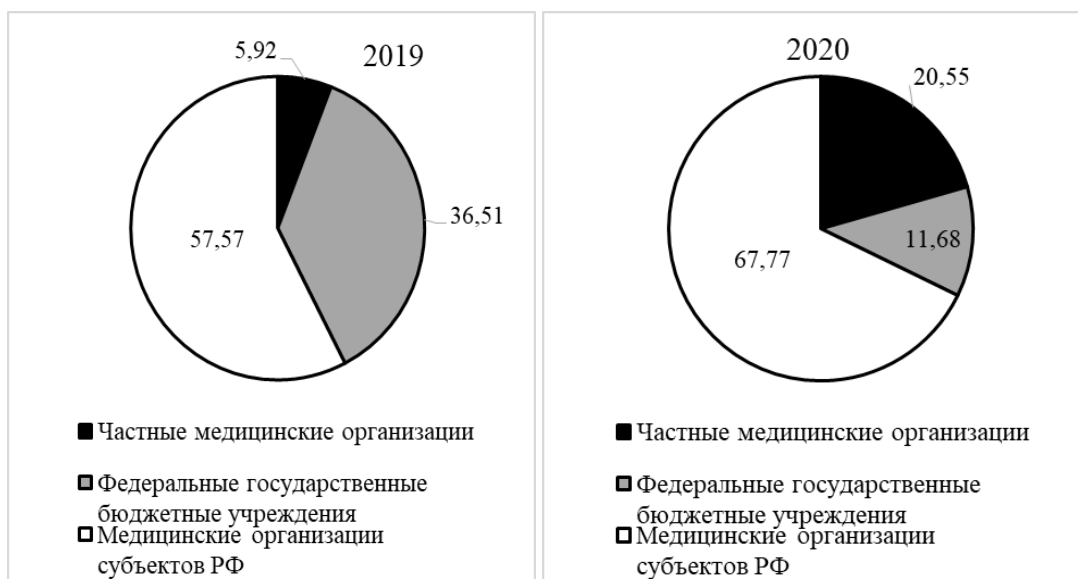 5,92
2019
36,51
57,57
Частные медицинские организации
Федеральные государственные
бюджетные учреждения
Медицинские организации
субъектов РФ
2020
20,55
11,68
67,77
Частные медицинские организации
Федеральные государственные
бюджетные учреждения
Медицинские организации
субъектов РФ